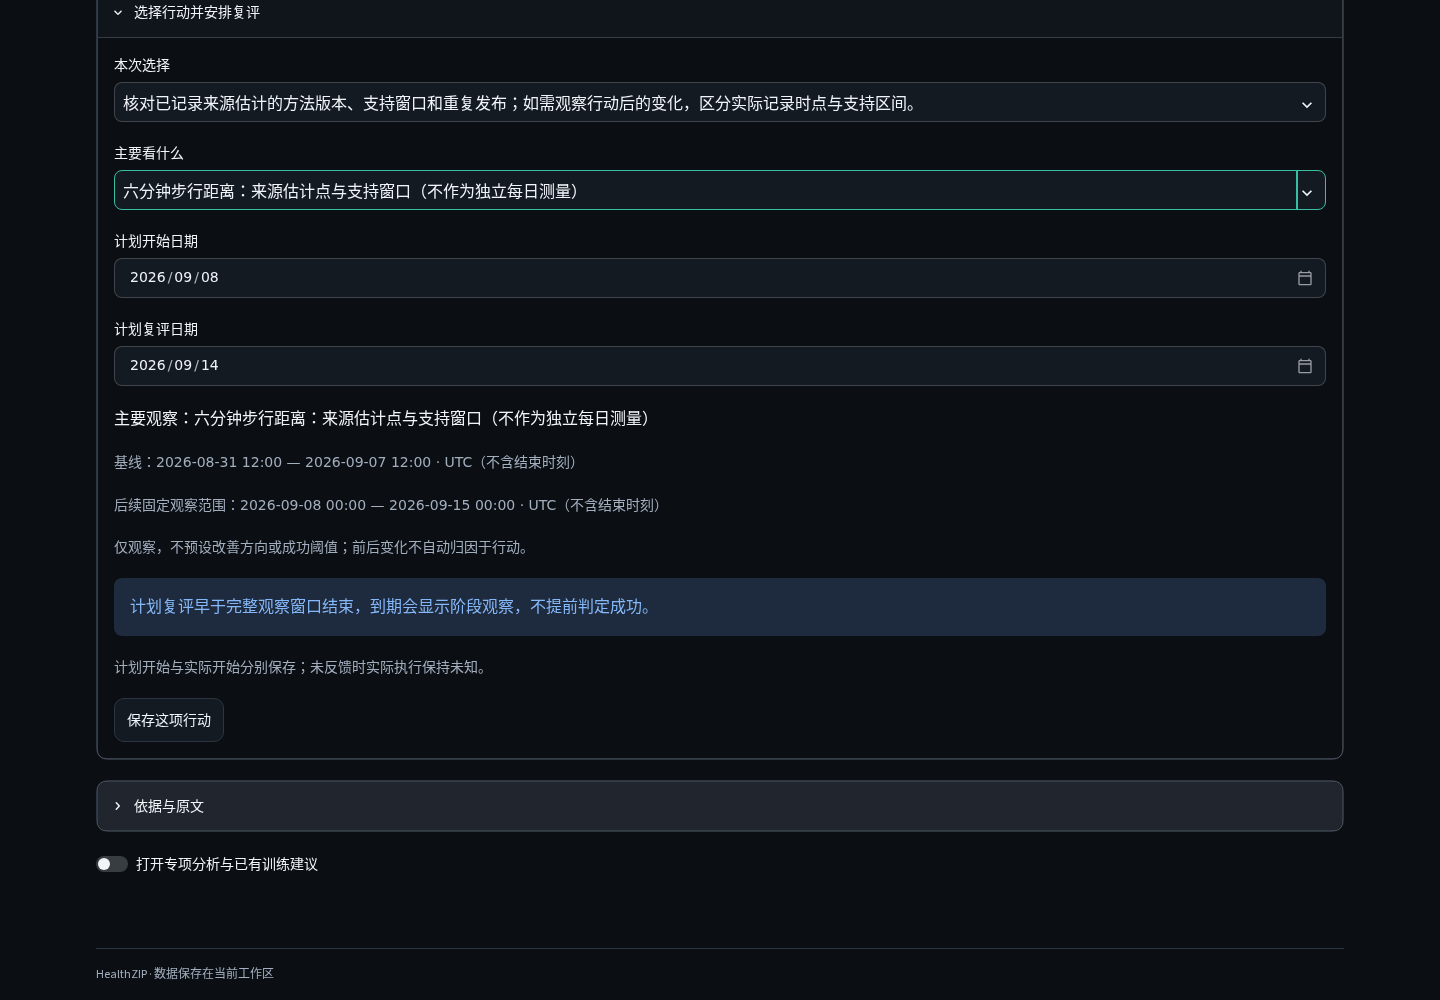 选择行动并安排复评
本次选择
核对已记录来源估计的方法版本、支持窗口和重复发布；如需观察行动后的变化，区分实际记录时点与支持区间。
主要看什么
六分钟步行距离：来源估计点与支持窗口（不作为独立每日测量）
计划开始日期
2026/09/08
计划复评日期
2026/09/14
主要观察：六分钟步行距离：来源估计点与支持窗口（不作为独立每日测量）
基线：2026-08-31 12:00 — 2026-09-07 12:00 · UTC（不含结束时刻）
后续固定观察范围：2026-09-08 00:00 — 2026-09-15 00:00 · UTC（不含结束时刻）
仅观察，不预设改善方向或成功阈值；前后变化不自动归因于行动。
计划复评早于完整观察窗口结束，到期会显示阶段观察，不提前判定成功。
计划开始与实际开始分别保存；未反馈时实际执行保持未知。
保存这项行动
依据与原文
打开专项分析与已有训练建议
HealthZIP · 数据保存在当前工作区